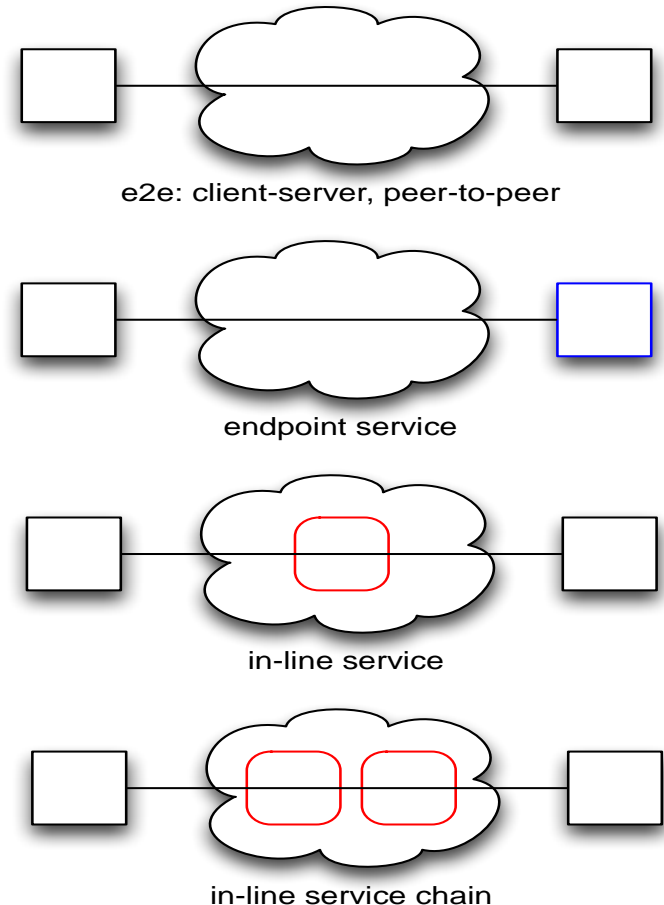 e2e: client-server, peer-to-peer
endpoint service
in-line service
in-line service chain